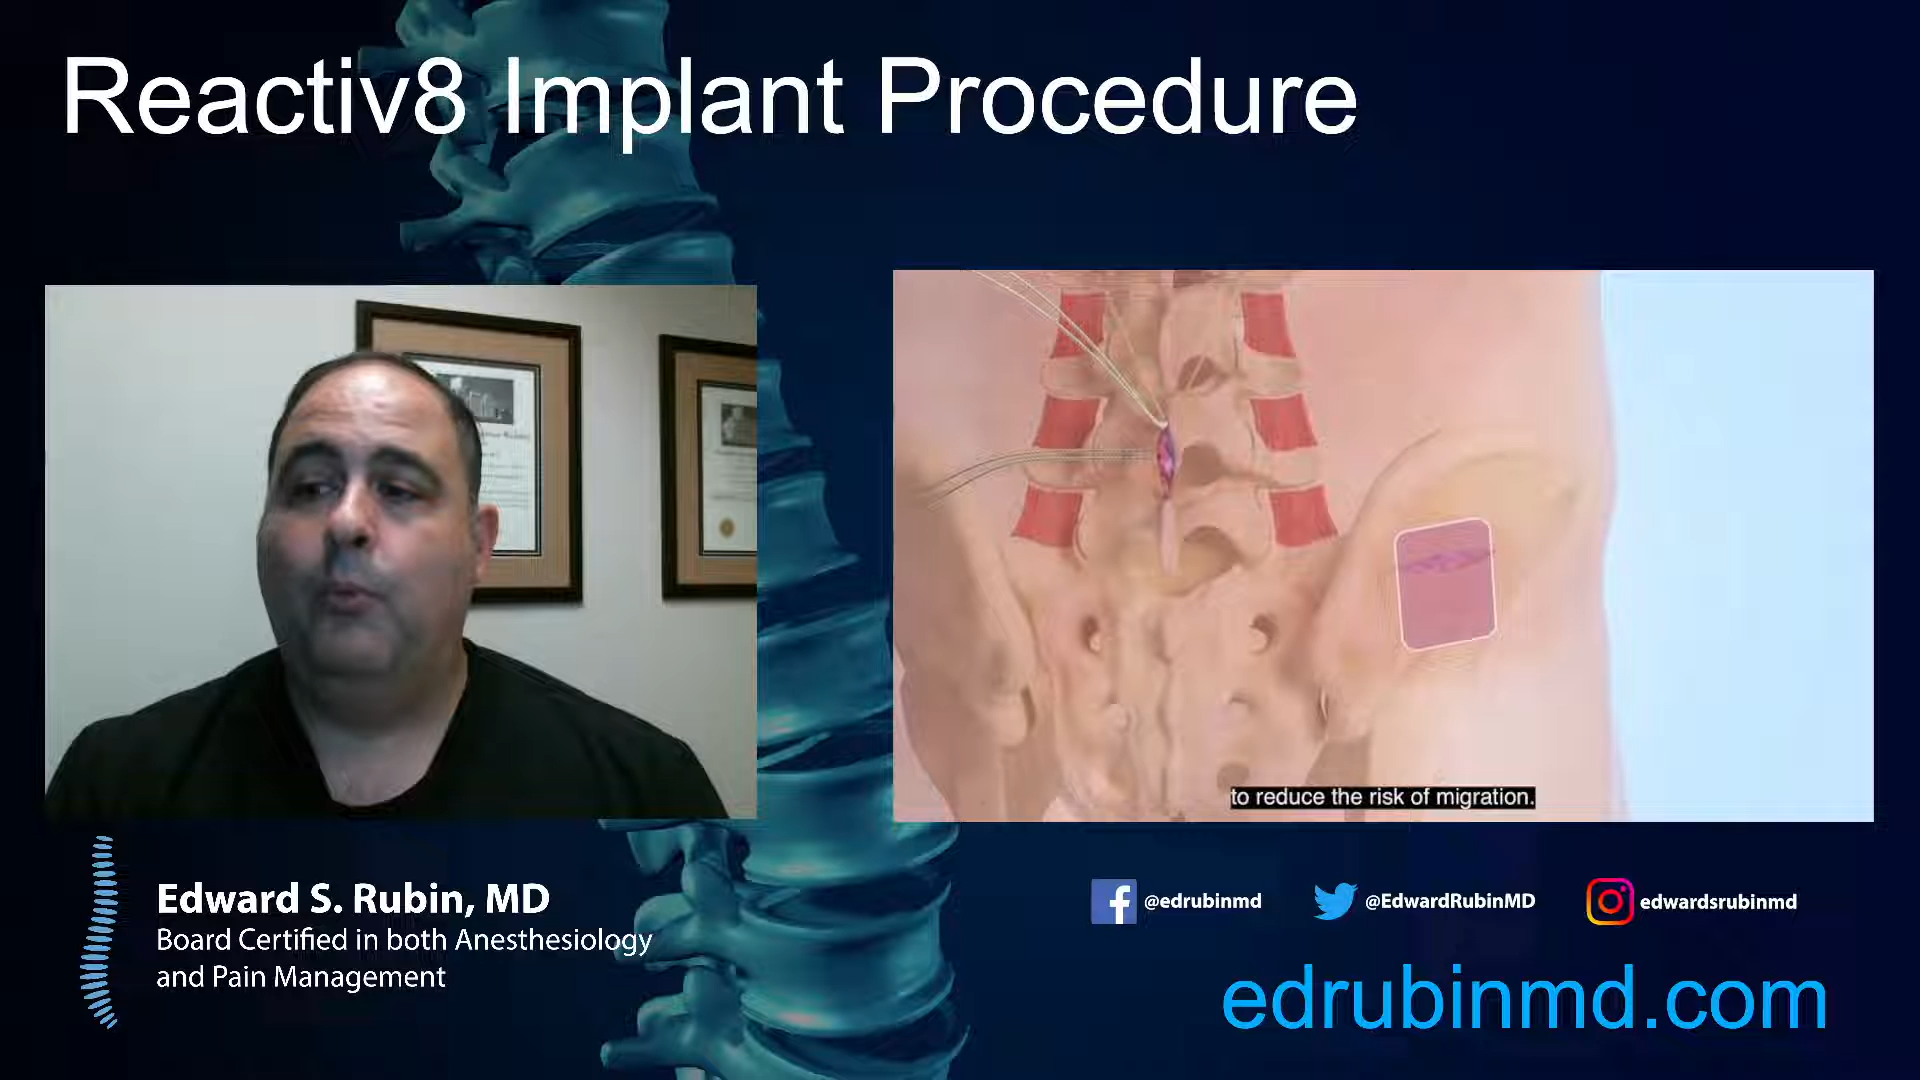 Reactiv8 Implant Procedure
to reduce the risk of migration.
Edward S. Rubin, MD
Board Certified in both Anesthesiology
and Pain Management
@edrubinmd
@EdwardRubinMD
edwardsrubinmd
edrubinmd.com